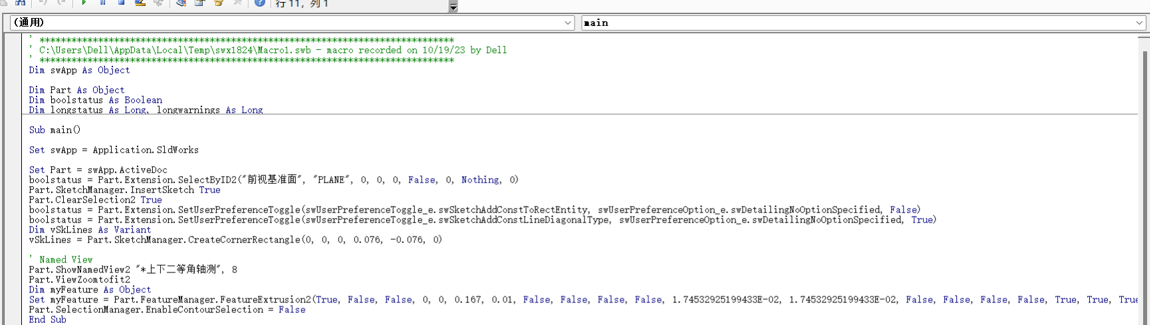 行 11, 列 1
(通用)
main
' *******************************************************************************
' C:\Users\Dell\AppData\Local\Temp\swx1824\Macro1.swb - macro recorded on 10/19/23 by Dell
' *******************************************************************************
Dim swApp As Object
Dim Part As Object
Dim boolstatus As Boolean
Dim longstatus As Long, longwarnings As Long
Sub main()
Set swApp = Application.SldWorks
Set Part = swApp.ActiveDoc
boolstatus = Part.Extension.SelectByID2("前视基准面", "PLANE", 0, 0, 0, False, 0, Nothing, 0)
Part.SketchManager.InsertSketch True
Part.ClearSelection2 True
boolstatus = Part.Extension.SetUserPreferenceToggle(swUserPreferenceToggle_e.swSketchAddConstToRectEntity, swUserPreferenceOption_e.swDetailingNoOptionSpecified, False)
boolstatus = Part.Extension.SetUserPreferenceToggle(swUserPreferenceToggle_e.swSketchAddConstLineDiagonalType, swUserPreferenceOption_e.swDetailingNoOptionSpecified, True)
Dim vSkLines As Variant
vSkLines = Part.SketchManager.CreateCornerRectangle(0, 0, 0, 0.076, -0.076, 0)
' Named View
Part.ShowNamedView2 "*上下二等角轴测", 8
Part.ViewZoomtofit2
Dim myFeature As Object
Set myFeature = Part.FeatureManager.FeatureExtrusion2(True, False, False, 0, 0, 0.167, 0.01, False, False, False, False, 1.74532925199433E-02, 1.74532925199433E-02, False, False, False, False, True, True, True
Part.SelectionManager.EnableContourSelection = False
End Sub